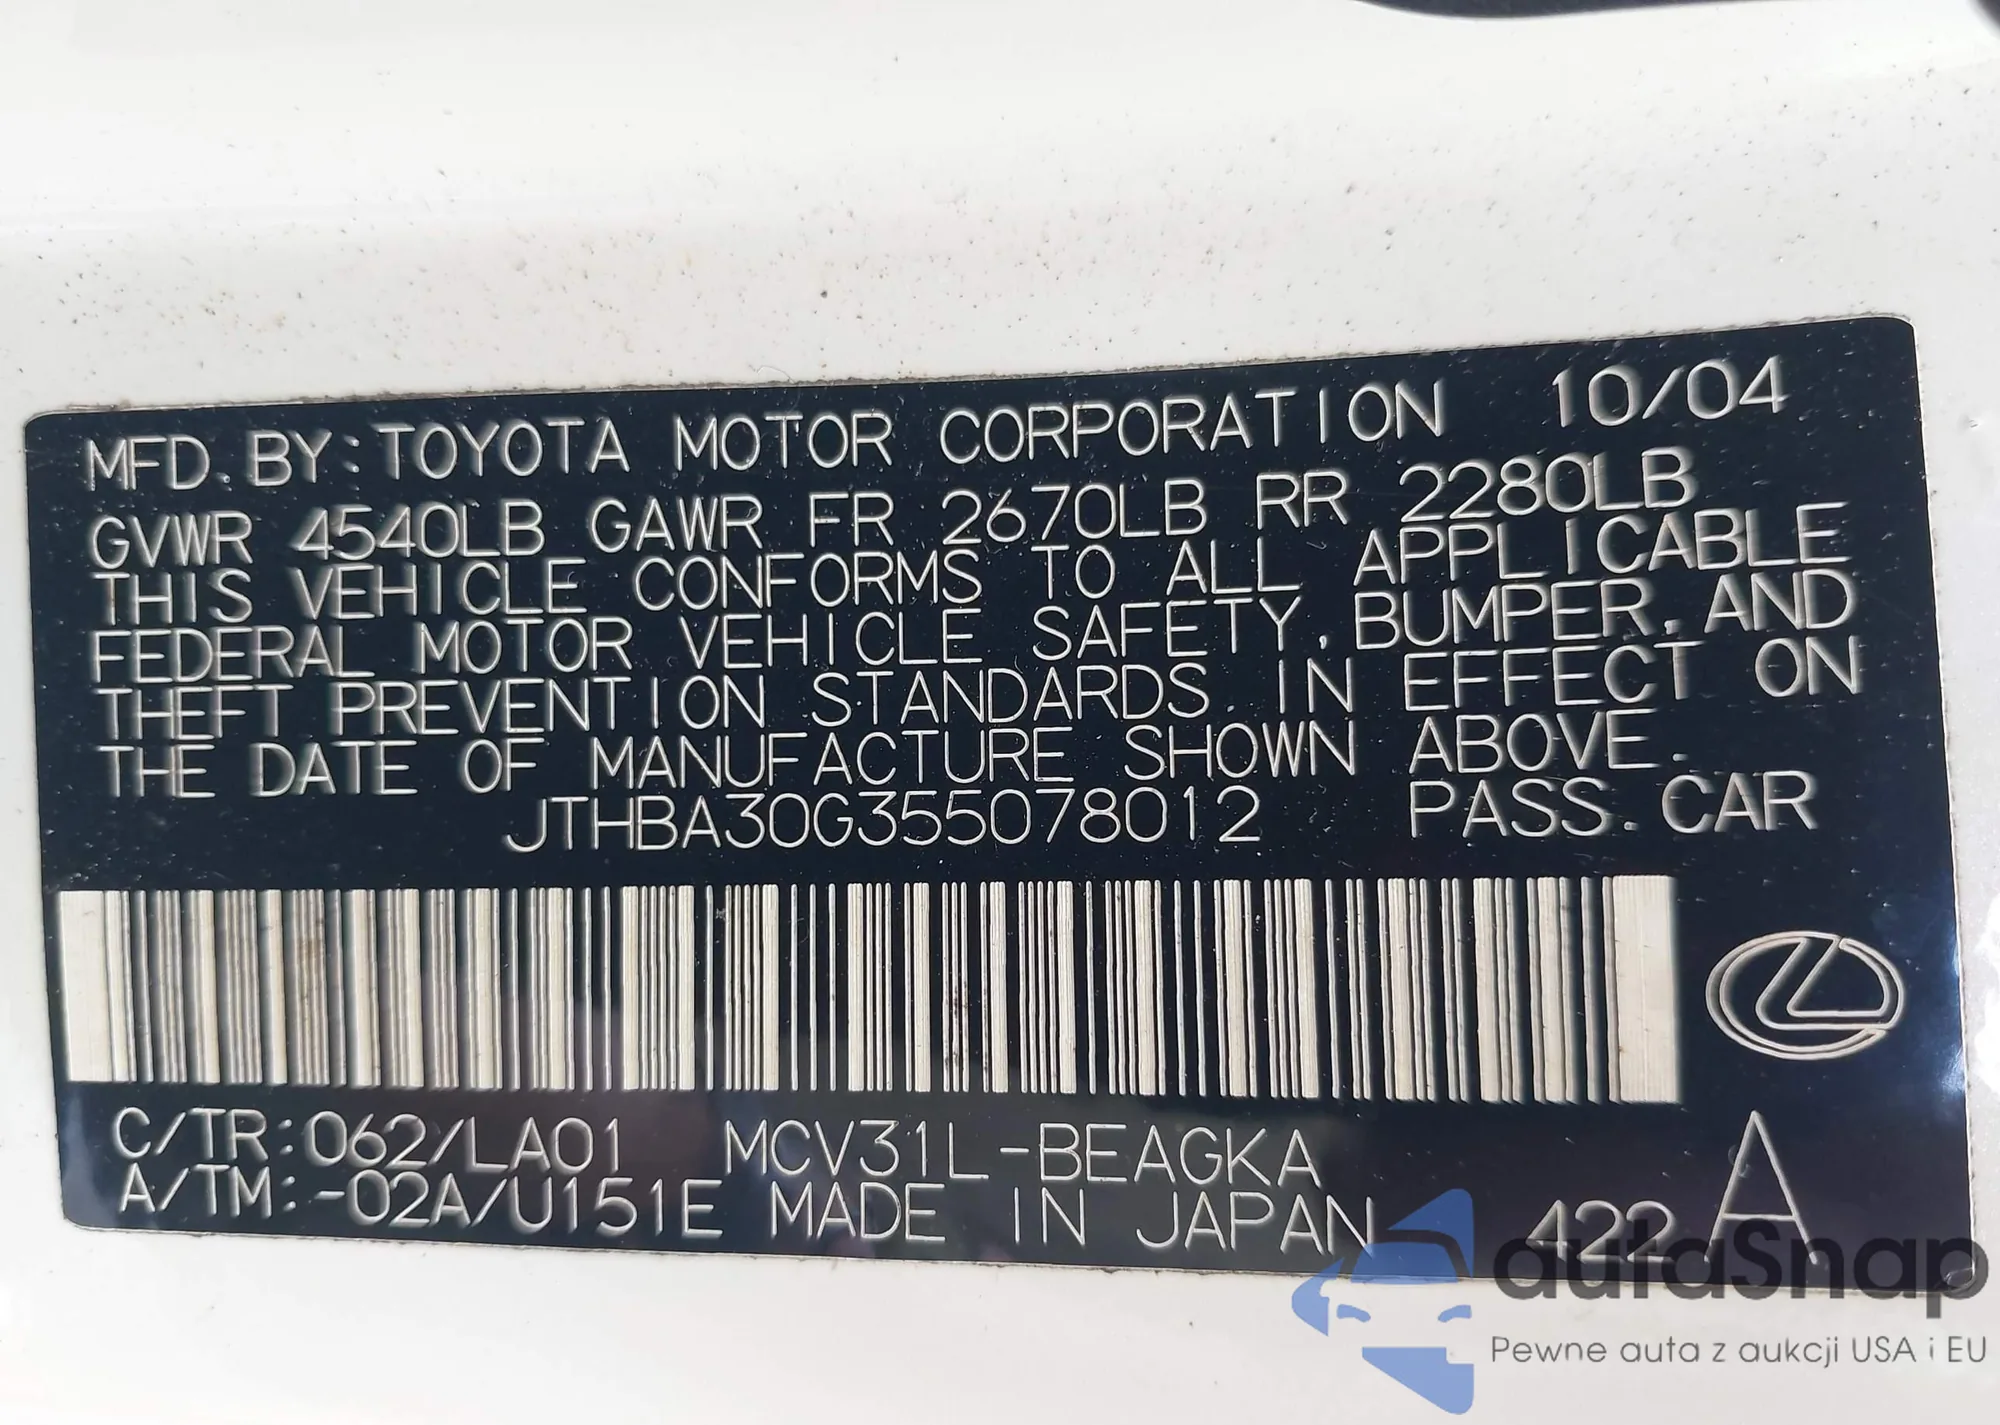 MFD. BY: TOYOTA MOTOR CORPORATION 10/04
GVWR 4540LB GAWR FR 2670LB RR 2280LB
THIS VEHICLE CONFORMS TO ALL APPLICABLE
FEDERAL MOTOR VEHICLE SAFETY, BUMPER, AND
THEFT PREVENTION STANDARDS IN EFFECT ON
THE DATE OF MANUFACTURE SHOWN ABOVE.
JTHBA30G355078012 PASS. CAR
C/TR:062/LA01 MCV31L-BEAGKA
A/TM:-02A/U151E MADE IN JAPAN 422 A
autaSnap
Pewne auta z aukcji USA i EU